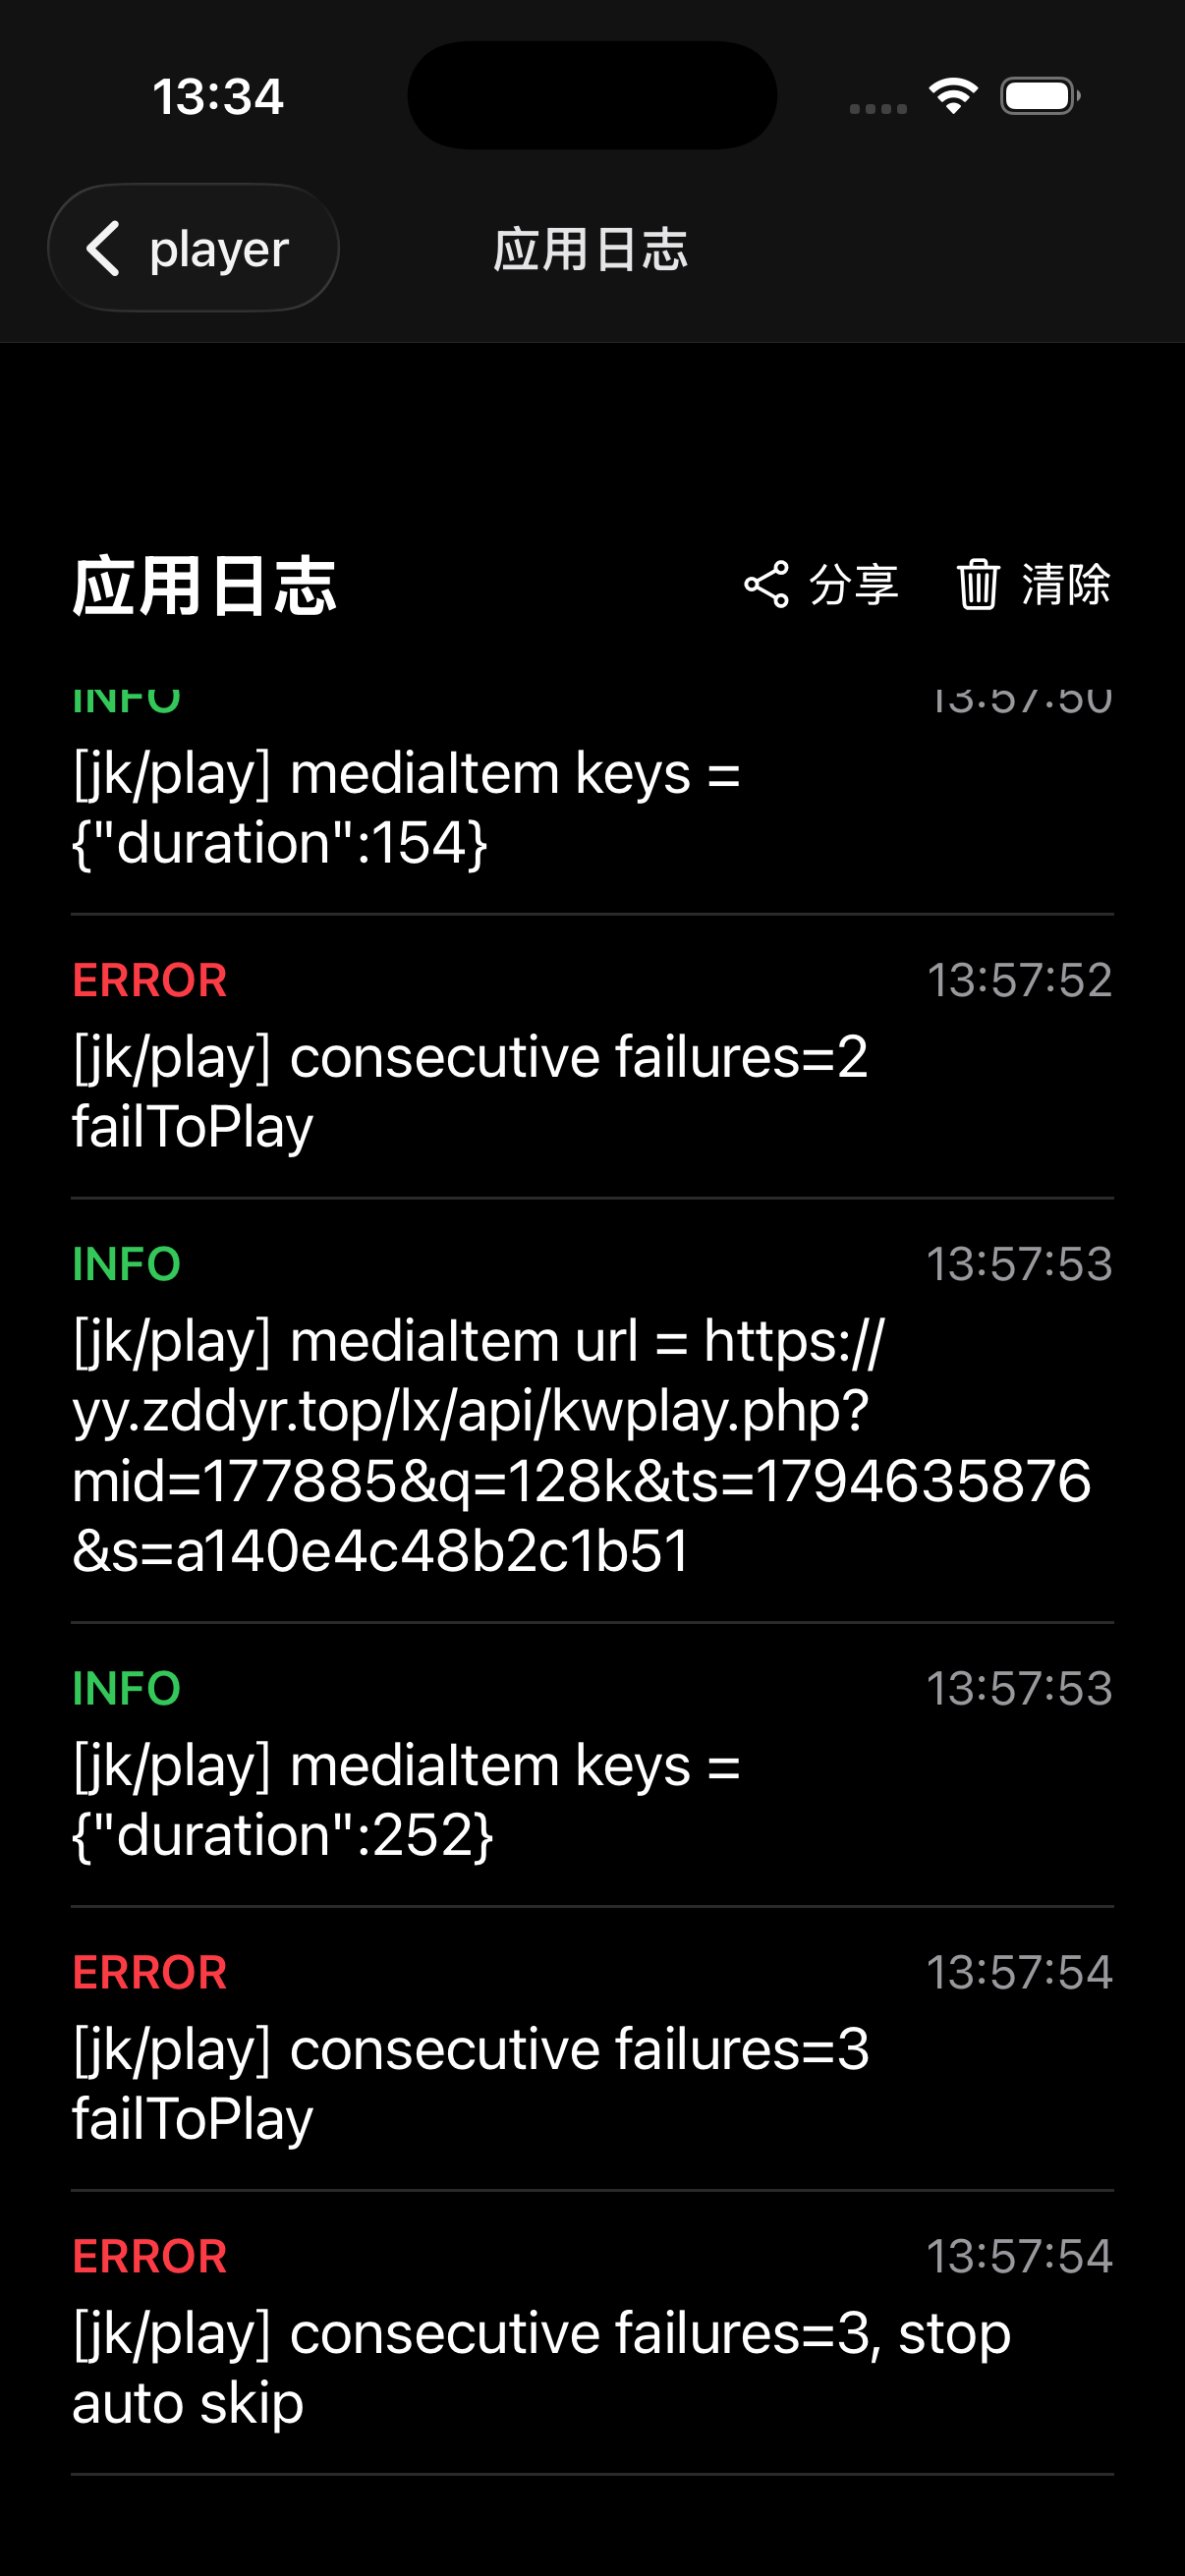 13:34
player
应用日志
应用日志
分享
清除
INFO
13:57:50
[jk/play] mediaItem keys =
{"duration":154}
ERROR
13:57:52
[jk/play] consecutive failures=2
failToPlay
INFO
13:57:53
[jk/play] mediaItem url = https://
yy.zddyr.top/lx/api/kwplay.php?
mid=177885&q=128k&ts=1794635876
&s=a140e4c48b2c1b51
INFO
13:57:53
[jk/play] mediaItem keys =
{"duration":252}
ERROR
13:57:54
[jk/play] consecutive failures=3
failToPlay
ERROR
13:57:54
[jk/play] consecutive failures=3, stop
auto skip